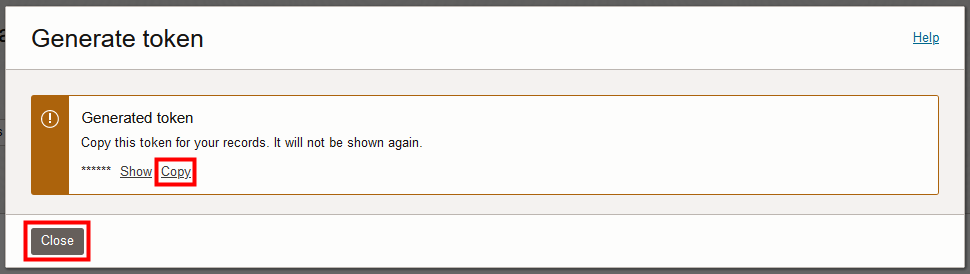 Generate token
Help
Generated token
Copy this token for your records. It will not be shown again.
****** Show Copy
Close